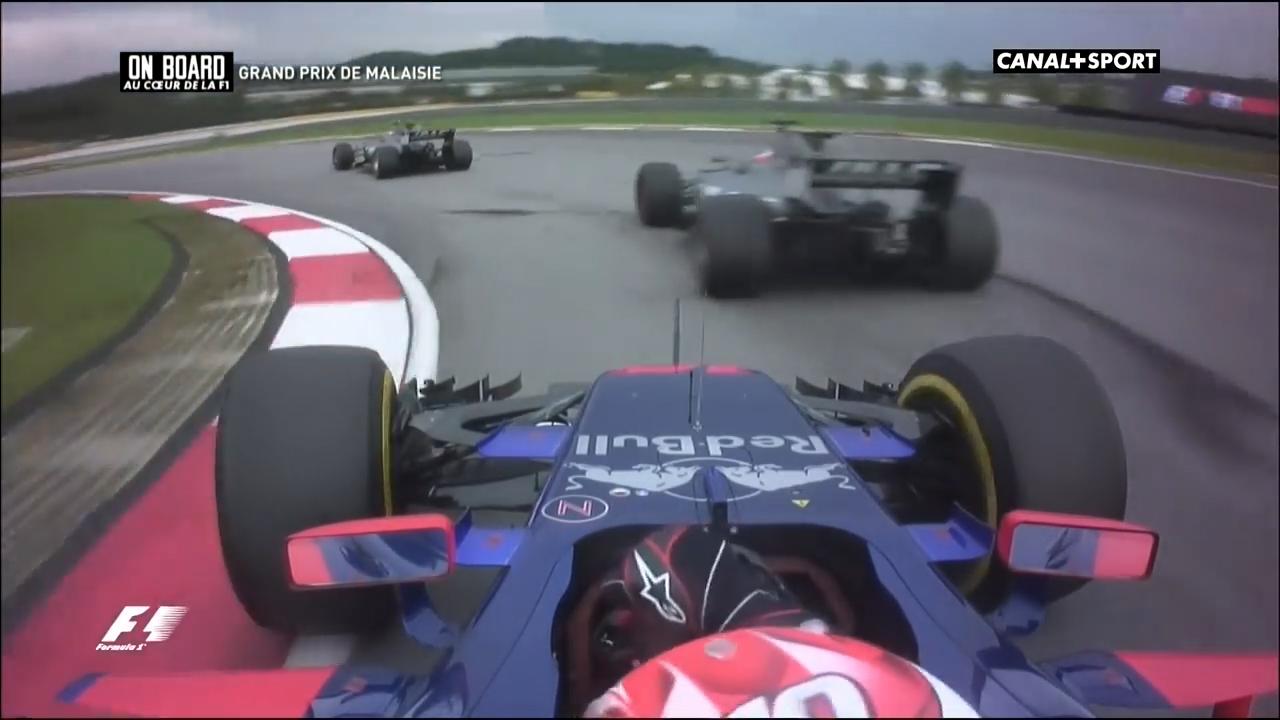 ON BOARD
AU CŒUR DE LA F1
GRAND PRIX DE MALAISIE
CANAL+SPORT
Red Bull
F1
Formula 1